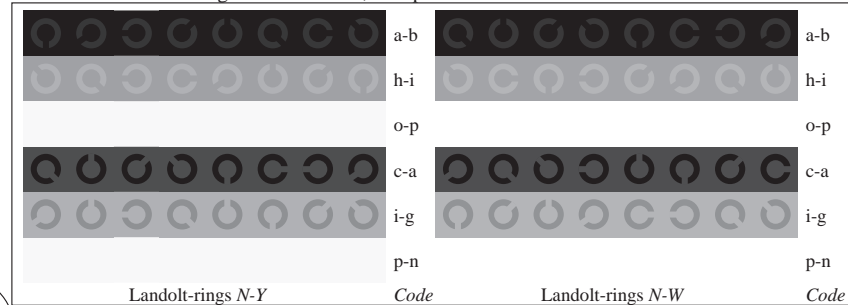 a-b a-b
h-i h-i
o-p o-p
c-a c-a
i-g i-g
p-n p-n
Landolt-rings N-Y Code Landolt-rings N-W Code